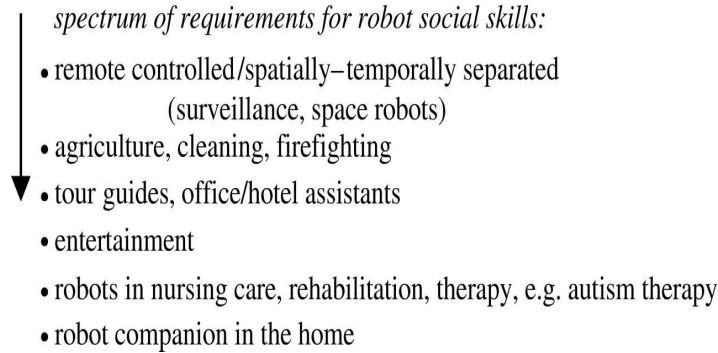 spectrum of requirements for robot social skills:
• remote controlled/spatially–temporally separated
(surveillance, space robots)
• agriculture, cleaning, firefighting
• tour guides, office/hotel assistants
• entertainment
• robots in nursing care, rehabilitation, therapy, e.g. autism therapy
• robot companion in the home